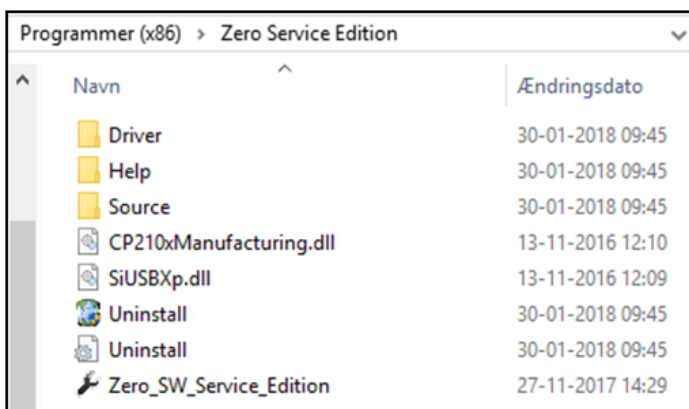 Programmer (x86) > Zero Service Edition
Navn Ændringsdato
Driver 30-01-2018 09:45
Help 30-01-2018 09:45
Source 30-01-2018 09:45
CP210xManufacturing.dll 13-11-2016 12:10
SiUSBXp.dll 13-11-2016 12:09
Uninstall 30-01-2018 09:45
Uninstall 30-01-2018 09:45
Zero_SW_Service_Edition 27-11-2017 14:29